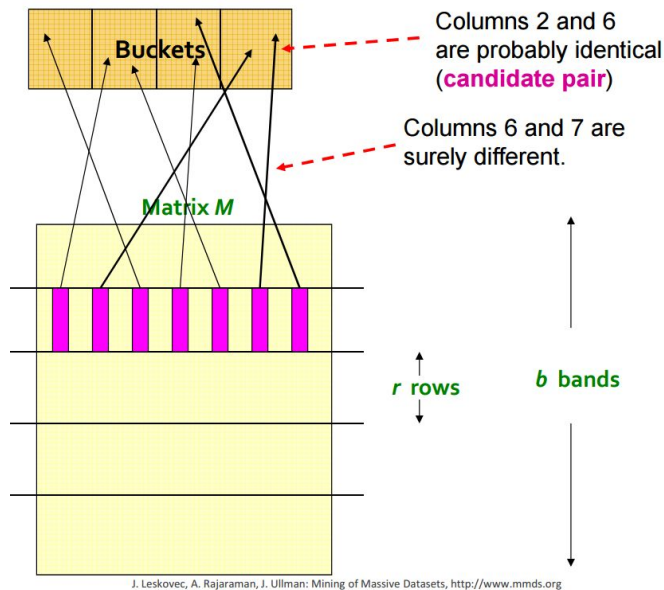 Columns 2 and 6
are probably identical
(candidate pair)
Buckets
Columns 6 and 7 are
surely different.
Matrix M
r rows
b bands
J. Leskovec, A. Rajaraman, J. Ullman: Mining of Massive Datasets, http://www.mmds.org